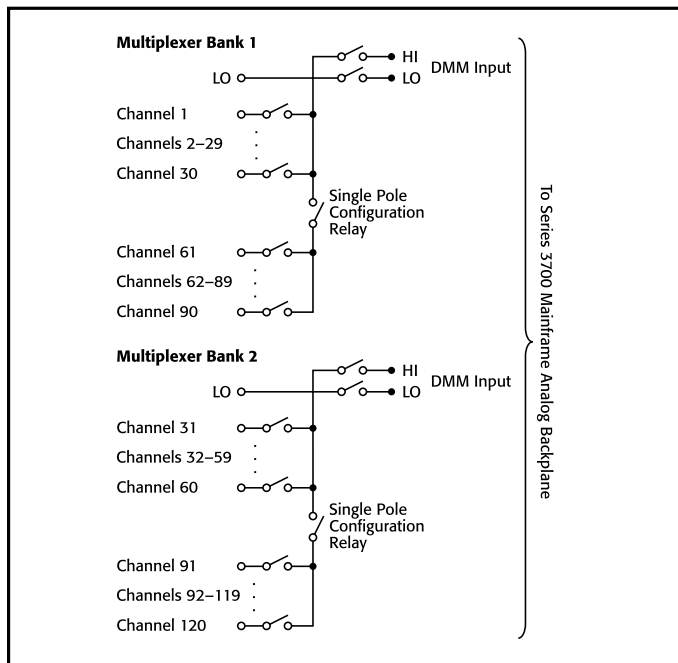 Multiplexer Bank 1
HI
LO
LO
DMM Input
Channel 1
Channels 2–29
Channel 30
Single Pole
Configuration
Relay
Channel 61
Channels 62–89
Channel 90
Multiplexer Bank 2
HI
LO
LO
DMM Input
Channel 31
Channels 32–59
Channel 60
Single Pole
Configuration
Relay
Channel 91
Channels 92–119
Channel 120
To Series 3700 Mainframe Analog Backplane